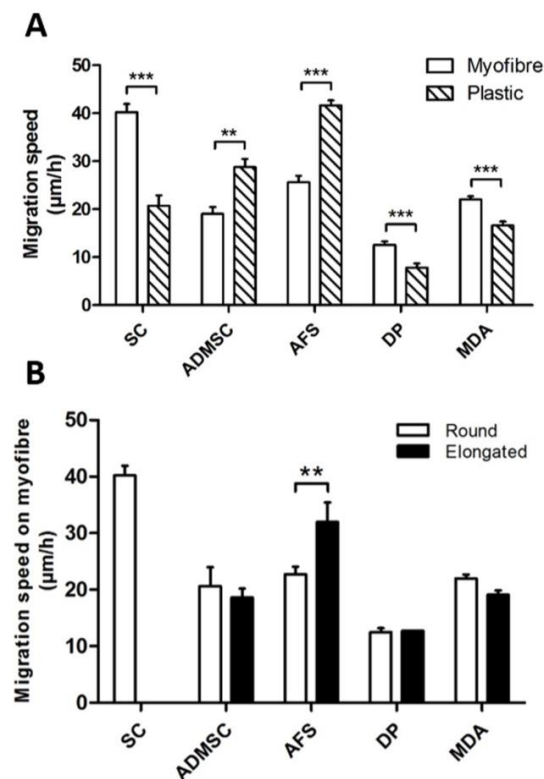 A
Myofibre
Plastic
Migration speed
(µm/h)
50
40
30
20
10
0
***
**
***
***
***
SC
ADMSC
AFS
DP
MDA
B
Round
Elongated
Migration speed on myofibre
(µm/h)
50
40
30
20
10
0
**
SC
ADMSC
AFS
DP
MDA